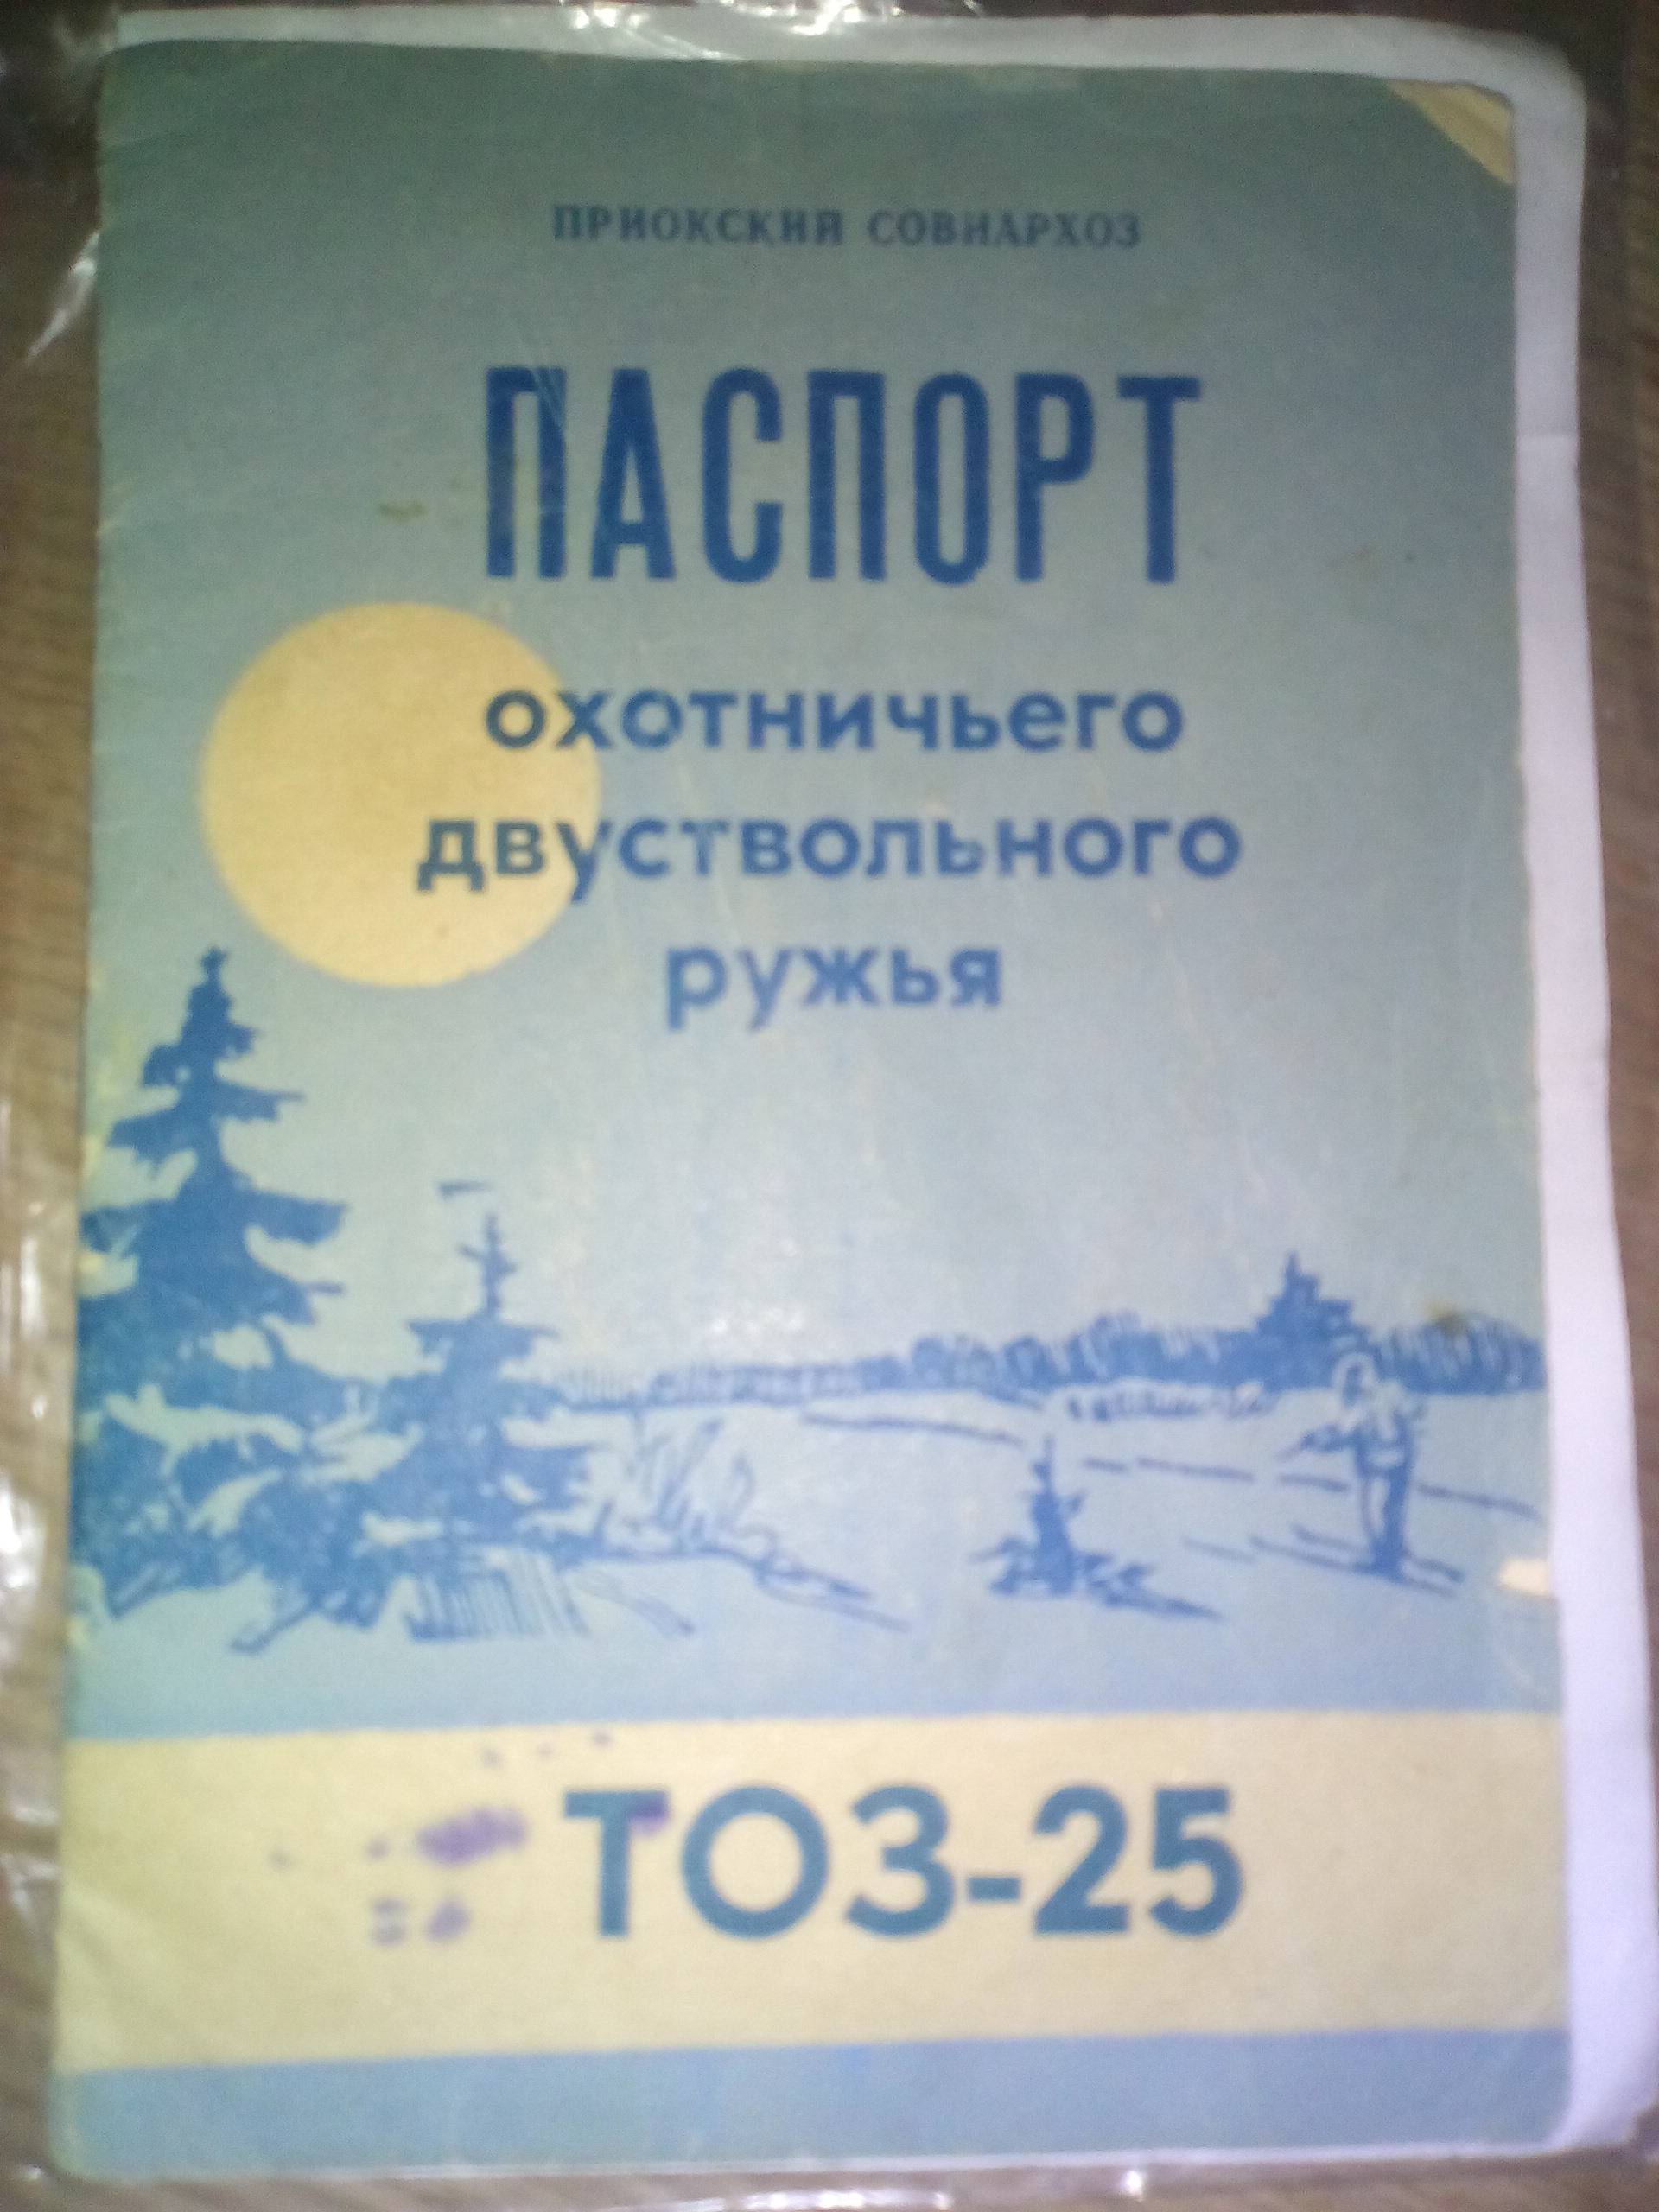 ПРИОКСКИЙ СОВНАРХОЗ
ПАСПОРТ
охотничьего
двуствольного
ружья
ТОЗ-25